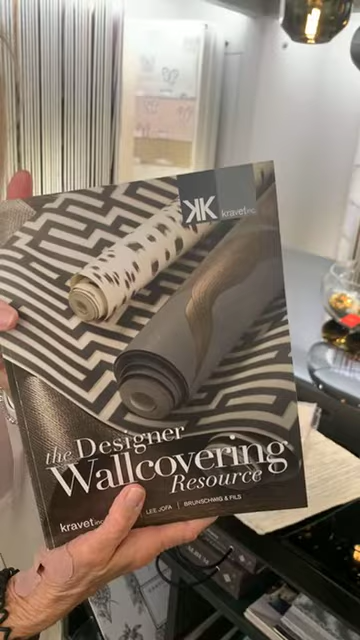 KK kravet inc.
the Designer
Wallcovering
Resource
kravet inc. LEE JOFA | BRUNSCHWIG & FILS